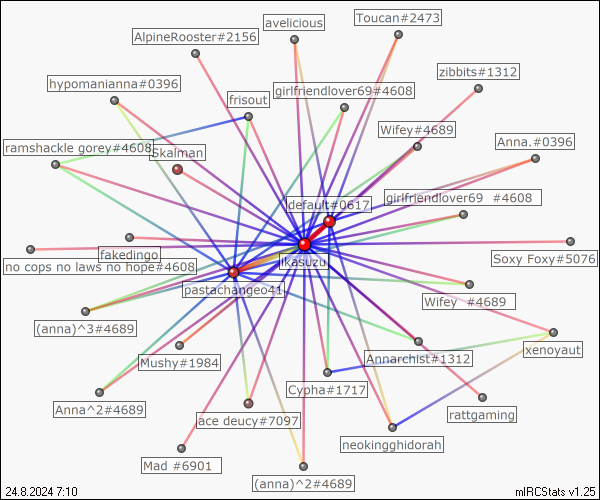 avelicious
Toucan#2473
AlpineRooster#2156
zibbits#1312
hypomanianna#0396
girlfriendlover69#4608
frisout
Wifey#4689
Anna.#0396
ramshackle gorey#4608
Skalman
default#0617
girlfriendlover69 #4608
fakedingo
ikasuzu
Soxy Foxy#5076
no cops no laws no hope#4608
pastachangeo41
Wifey #4689
(anna)^3#4689
Mushy#1984
Annarchist#1312
xenoyaut
Cypha#1717
Anna^2#4689
ace deucy#7097
rattgaming
neokingghidorah
Mad #6901
(anna)^2#4689
24.8.2024 7:10
mIRCStats v1.25